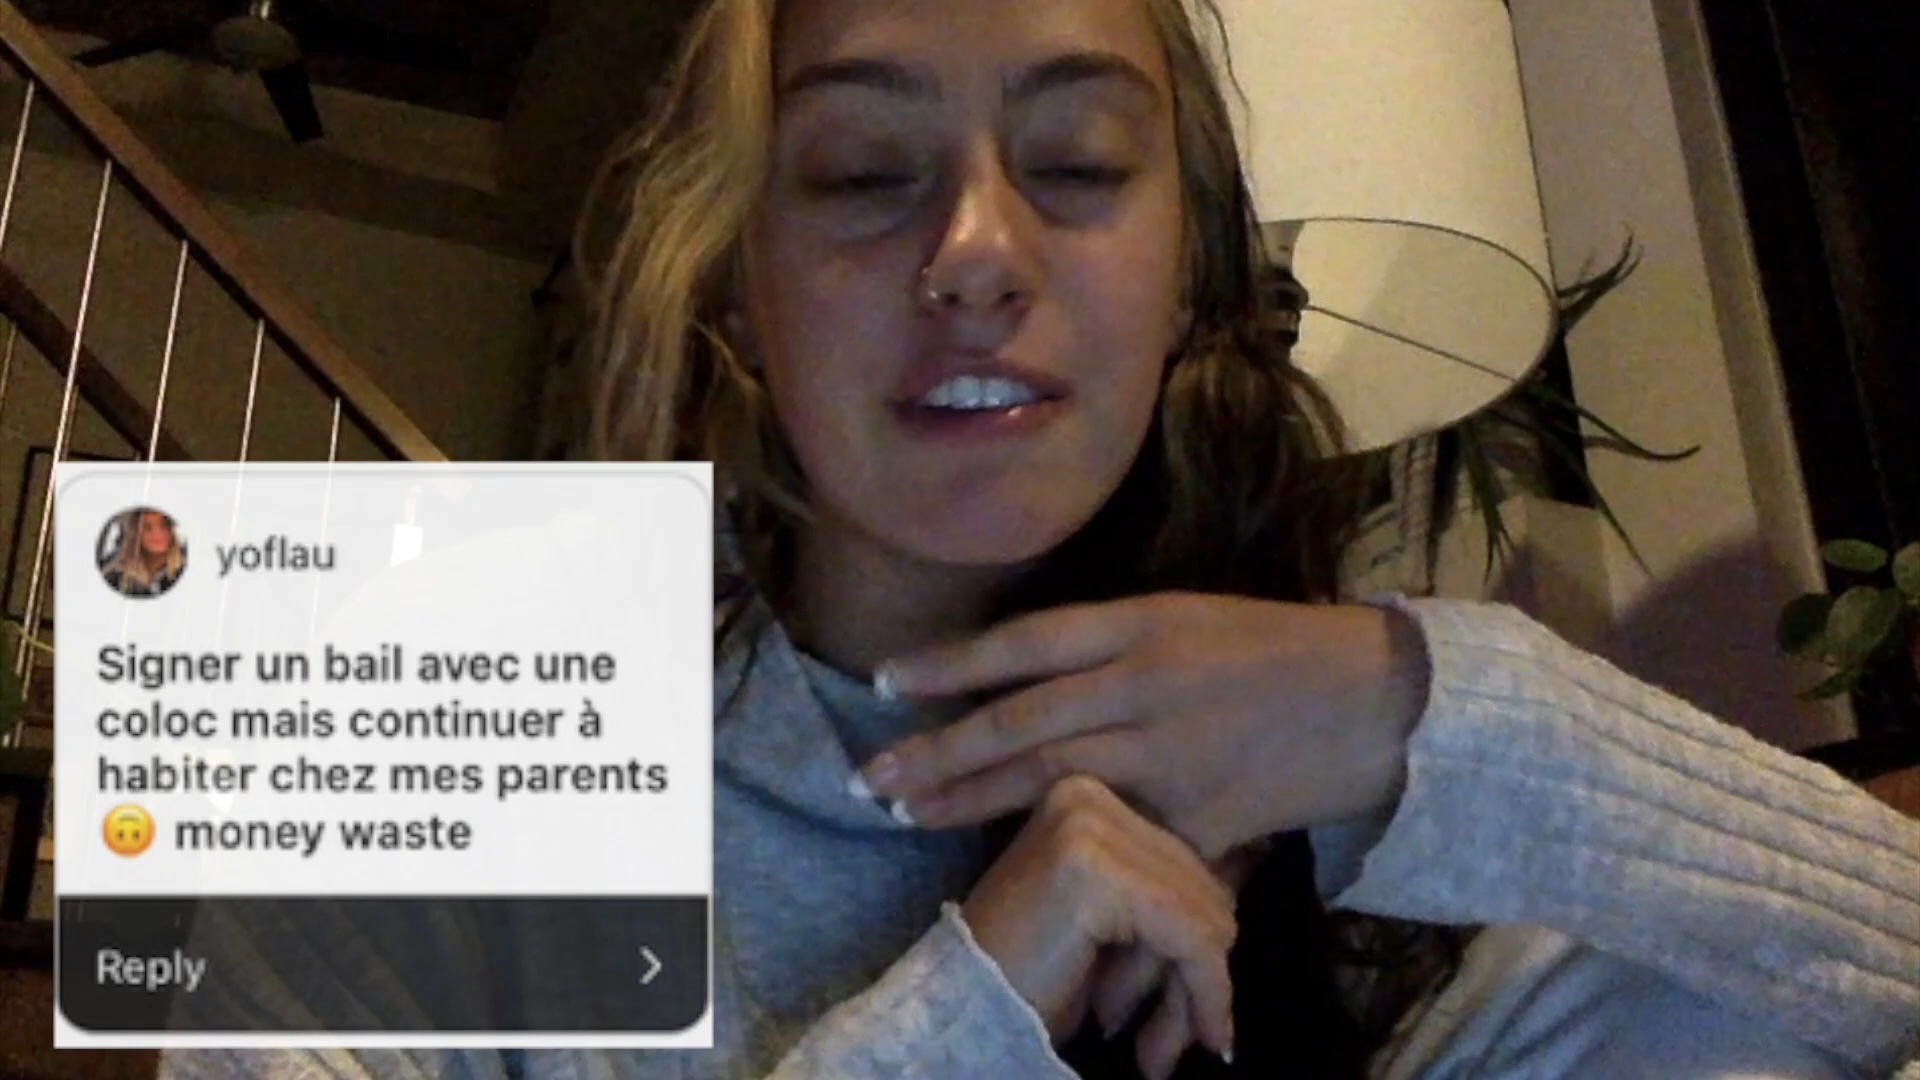 yoflau
Signer un bail avec une
coloc mais continuer à
habiter chez mes parents
🙃 money waste
Reply